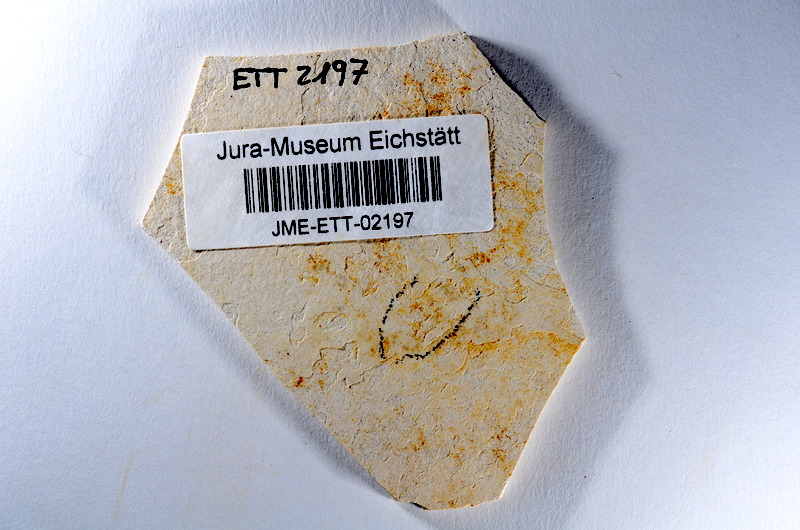 ETT 2197
Jura-Museum Eichstätt
JME-ETT-02197